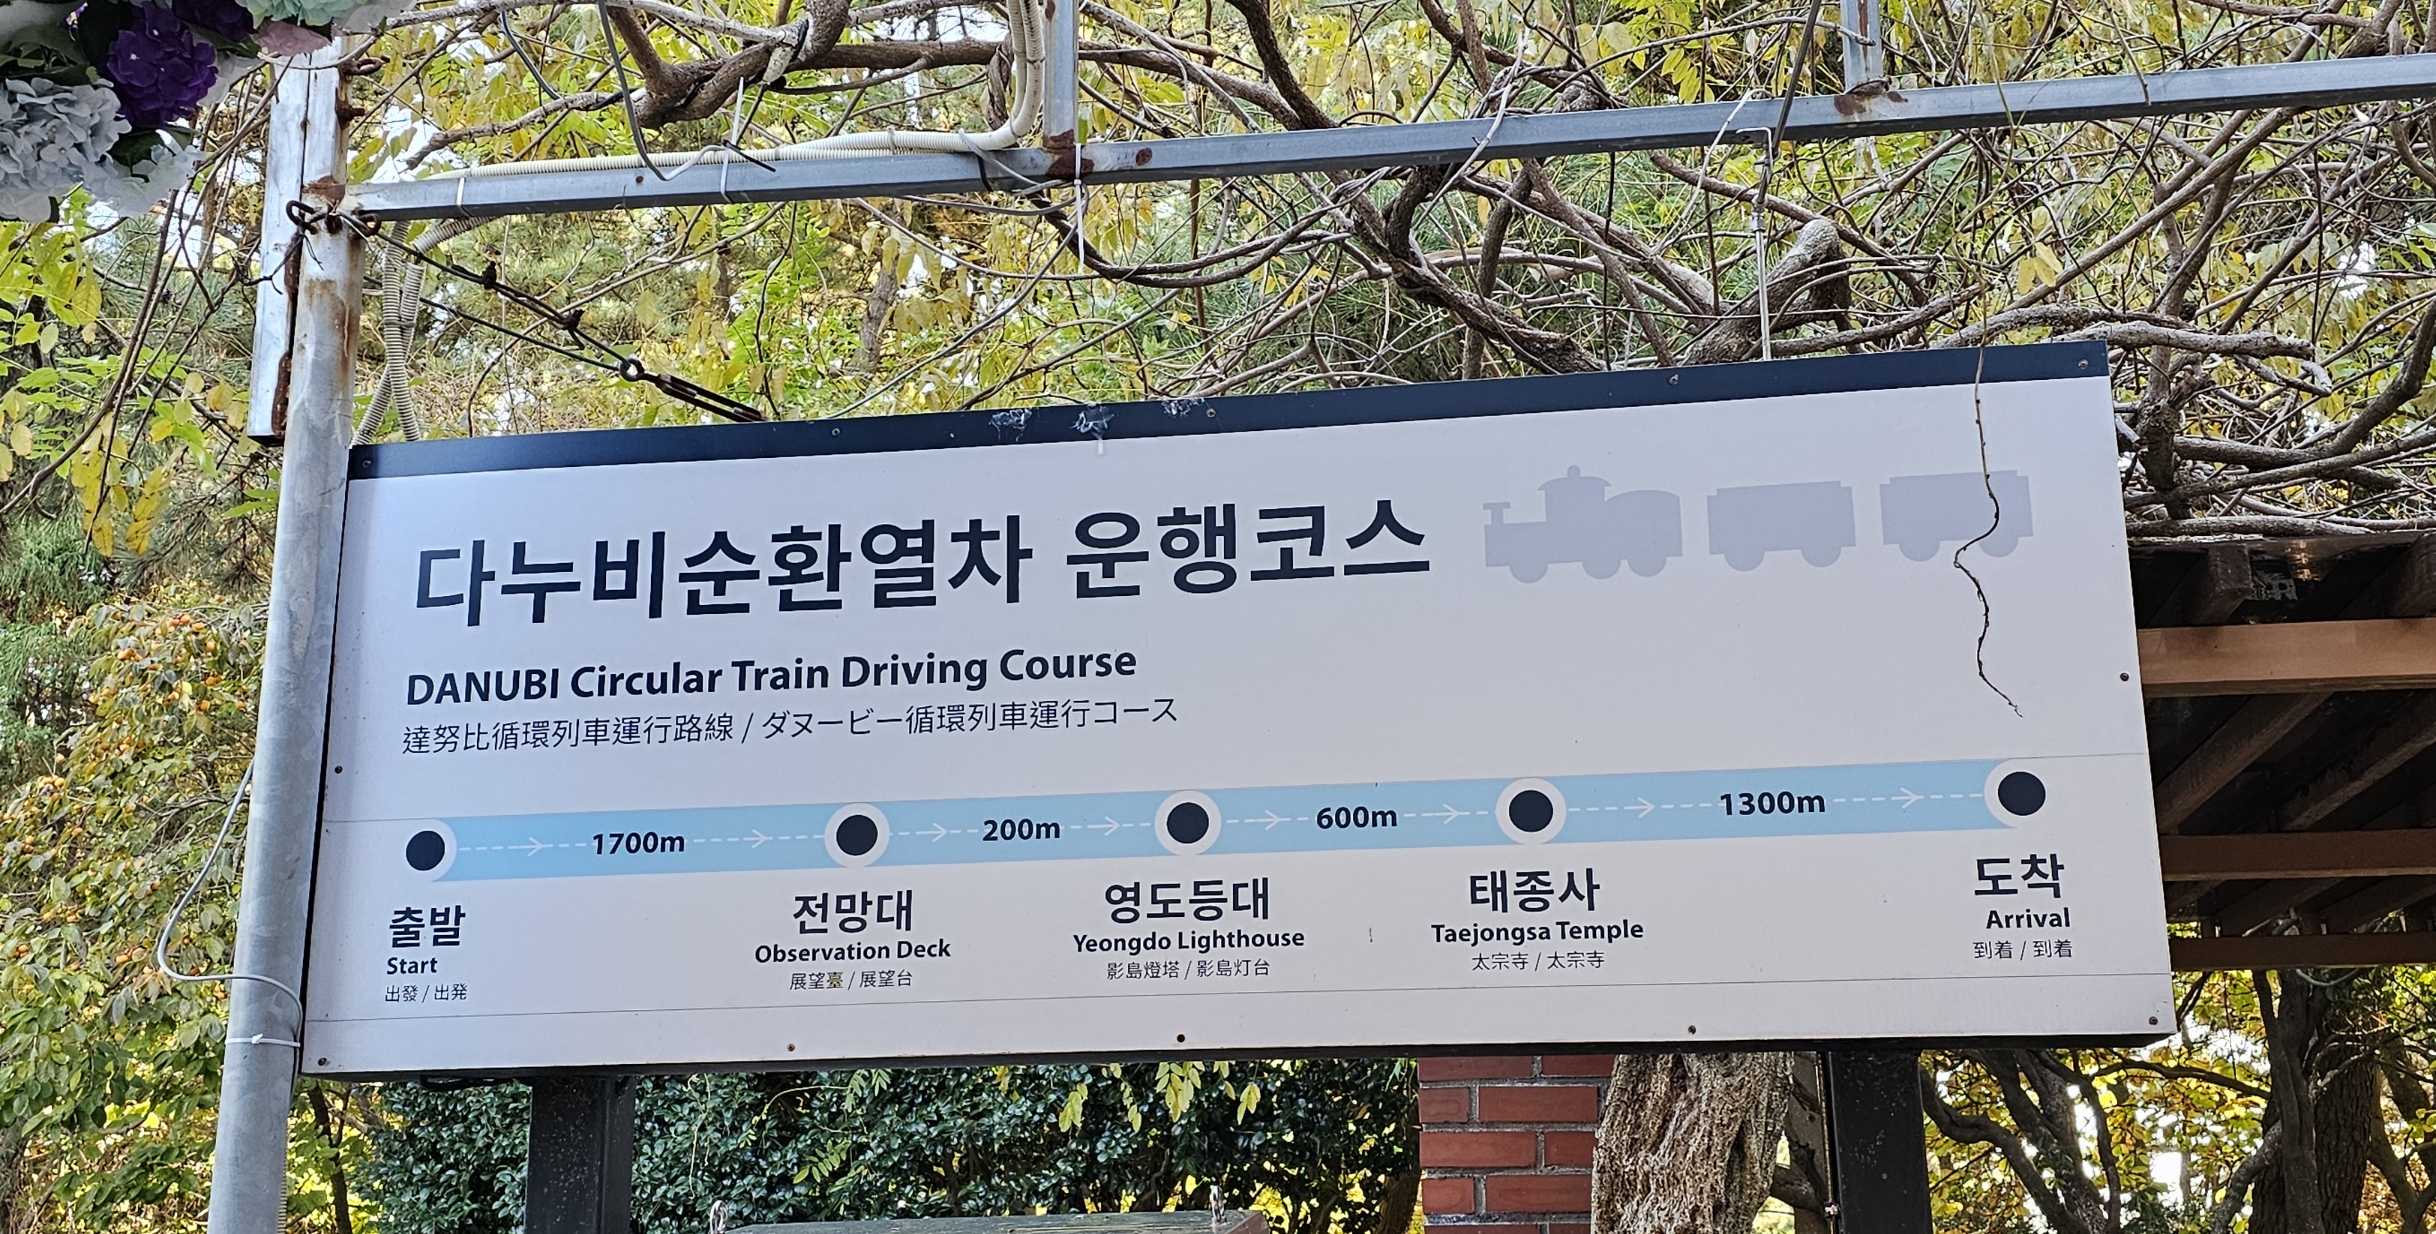 다누비순환열차 운행코스
DANUBI Circular Train Driving Course
達努比循環列車運行路線 / ダヌービー循環列車運行コース
1700m 200m 600m 1300m
출발 전망대 영도등대 태종사 도착
Start Observation Deck Yeongdo Lighthouse Taejongsa Temple Arrival
出發 / 出発 展望臺 / 展望台 影島燈塔 / 影島灯台 太宗寺 / 太宗寺 到着 / 到着